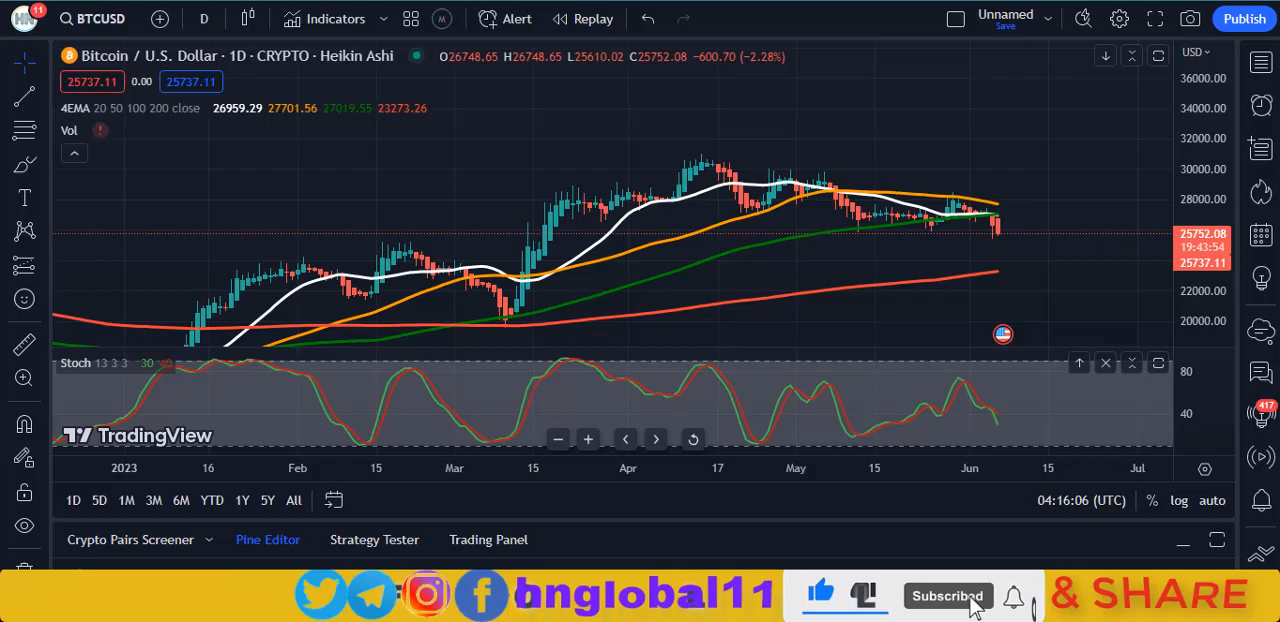 HN 11 BTCUSD D Indicators M Alert Replay Unnamed Save Publish
Bitcoin / U.S. Dollar · 1D · CRYPTO · Heikin Ashi O26748.65 H26748.65 L25610.02 C25752.08 −600.70 (−2.28%) USD
25737.11 0.00 25737.11
4EMA 20 50 100 200 close 26959.29 27701.56 27019.55 23273.26
Vol
36000.00
34000.00
32000.00
30000.00
28000.00
25752.08
19:43:54
25737.11
22000.00
20000.00
Stoch 13 3 3 30 40
80
40
417
TradingView
2023 16 Feb 15 Mar 15 Apr 17 May 15 Jun 15 Jul
1D 5D 1M 3M 6M YTD 1Y 5Y All 04:16:06 (UTC) % log auto
Crypto Pairs Screener Pine Editor Strategy Tester Trading Panel
hnglobal11 Subscribed & SHARE